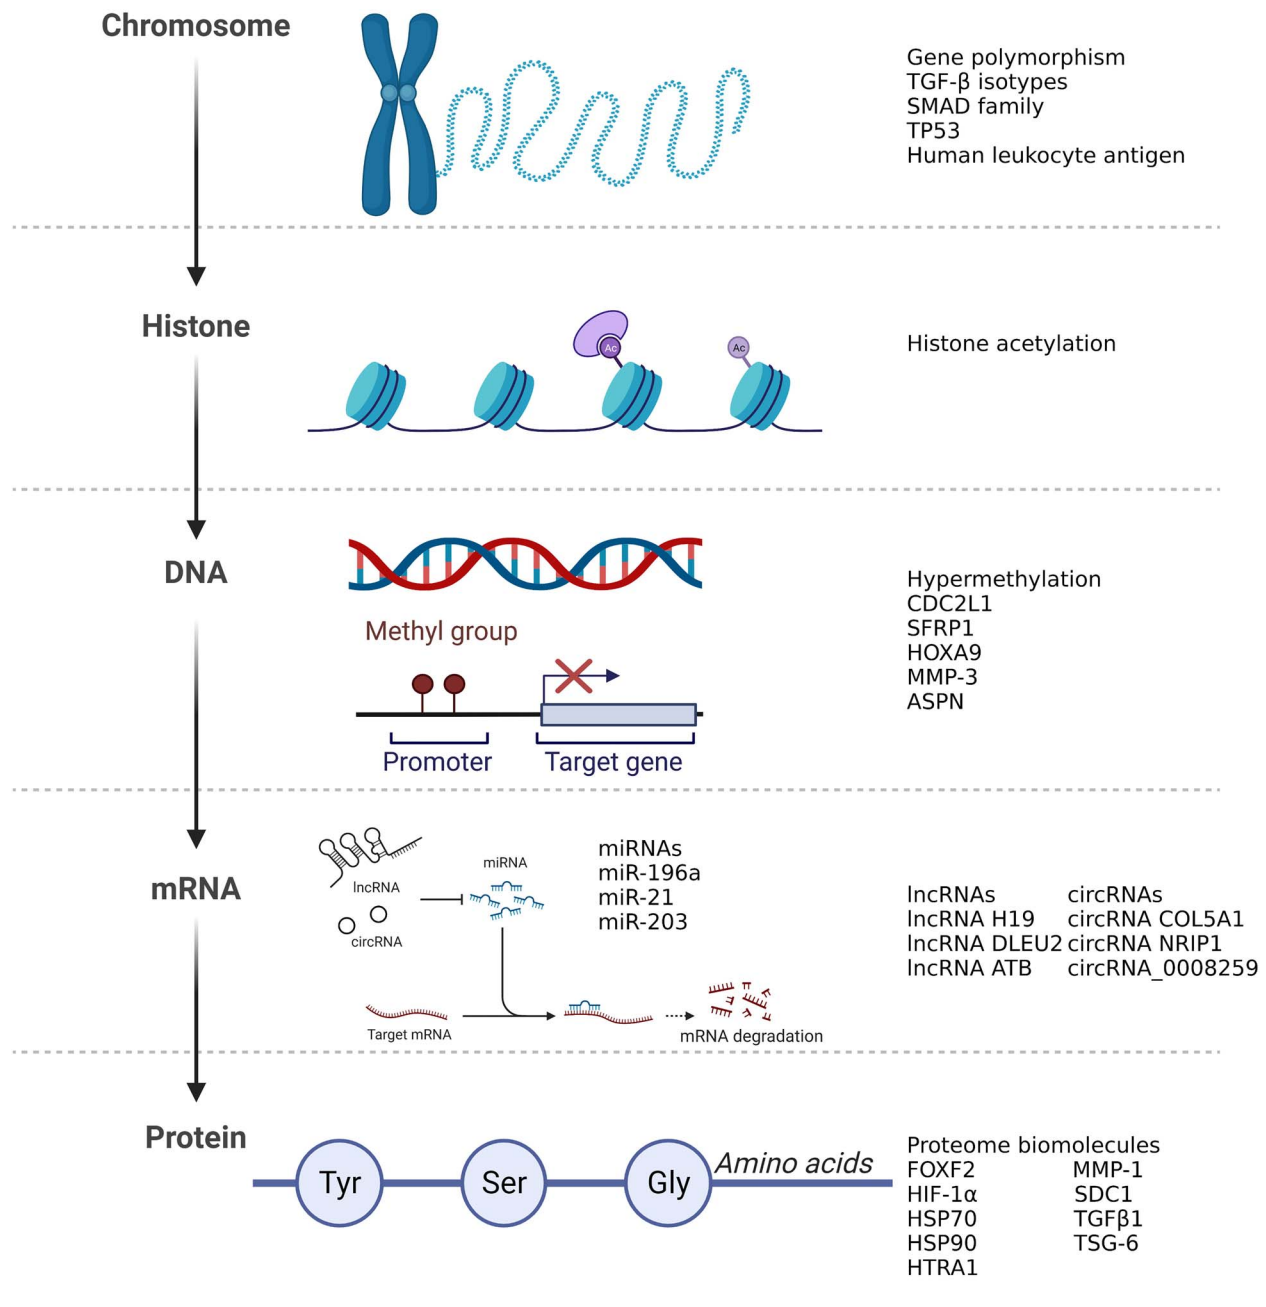 Chromosome
Gene polymorphism
TGF-β isotypes
SMAD family
TP53
Human leukocyte antigen
Histone
Ac
Ac
Histone acetylation
DNA
Methyl group
Promoter
Target gene
Hypermethylation
CDC2L1
SFRP1
HOXA9
MMP-3
ASPN
mRNA
lncRNA
circRNA
miRNA
miRNAs
miR-196a
miR-21
miR-203
Target mRNA
mRNA degradation
lncRNAs circRNAs
lncRNA H19 circRNA COL5A1
lncRNA DLEU2 circRNA NRIP1
lncRNA ATB circRNA_0008259
Protein
Tyr
Ser
Gly
Amino acids
Proteome biomolecules
FOXF2 MMP-1
HIF-1α SDC1
HSP70 TGFβ1
HSP90 TSG-6
HTRA1